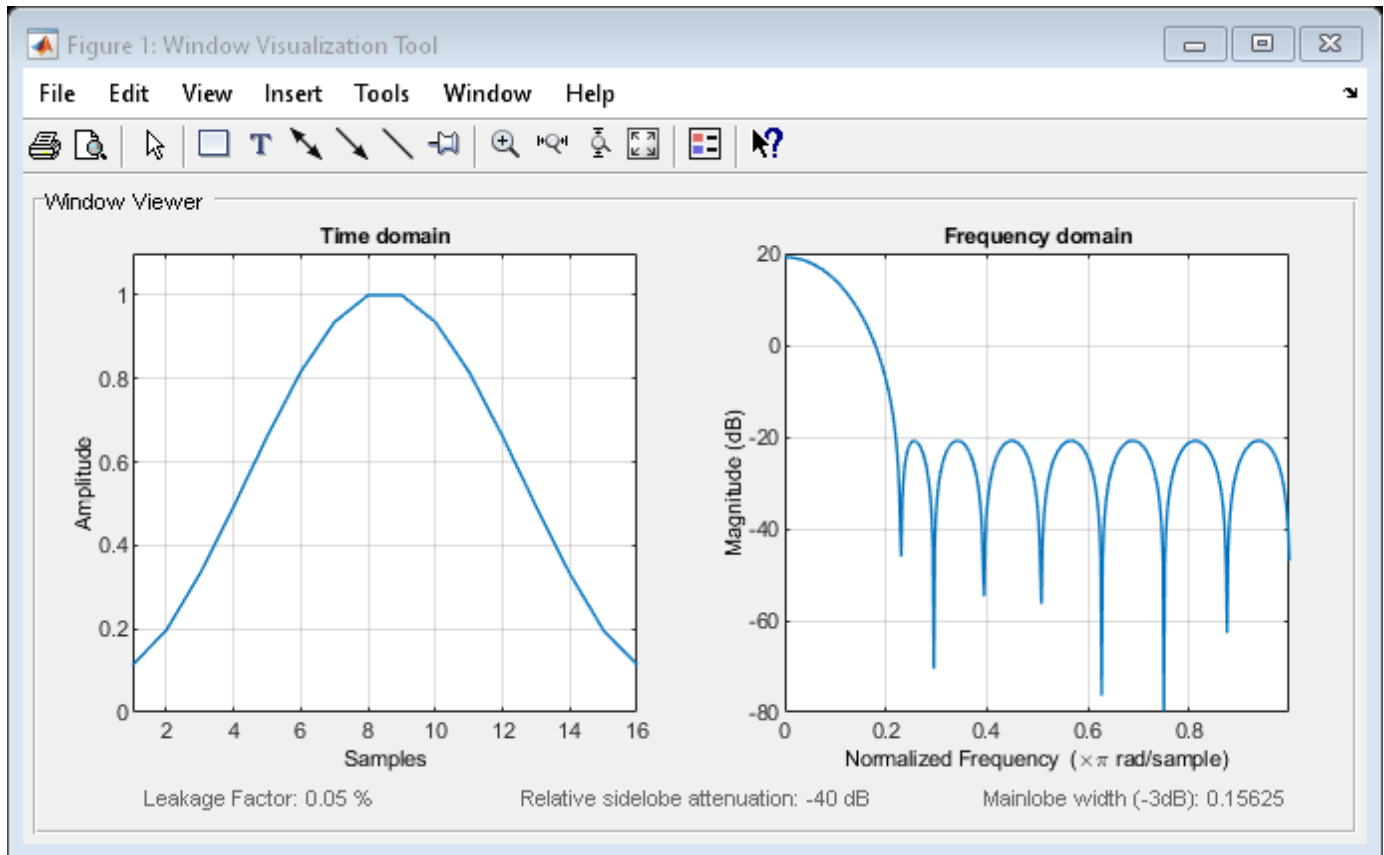 Figure 1: Window Visualization Tool
File Edit View Insert Tools Window Help
T
?
Window Viewer
Time domain
1
0.8
0.6
0.4
0.2
0
Amplitude
2 4 6 8 10 12 14 16
Samples
Frequency domain
20
0
-20
-40
-60
-80
Magnitude (dB)
0 0.2 0.4 0.6 0.8
Normalized Frequency (×π rad/sample)
Leakage Factor: 0.05 %
Relative sidelobe attenuation: -40 dB
Mainlobe width (-3dB): 0.15625